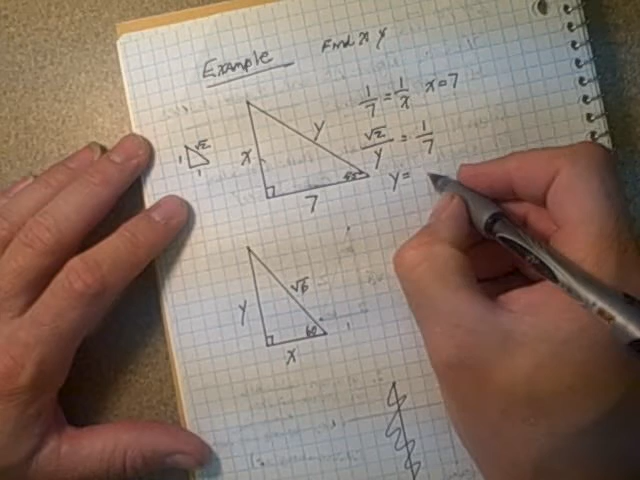 Example Find x y
1/7 = 1/x x=7
√2/y = 1/7
y=
√2
1
1
x
y
45
7
y
√6
60
x